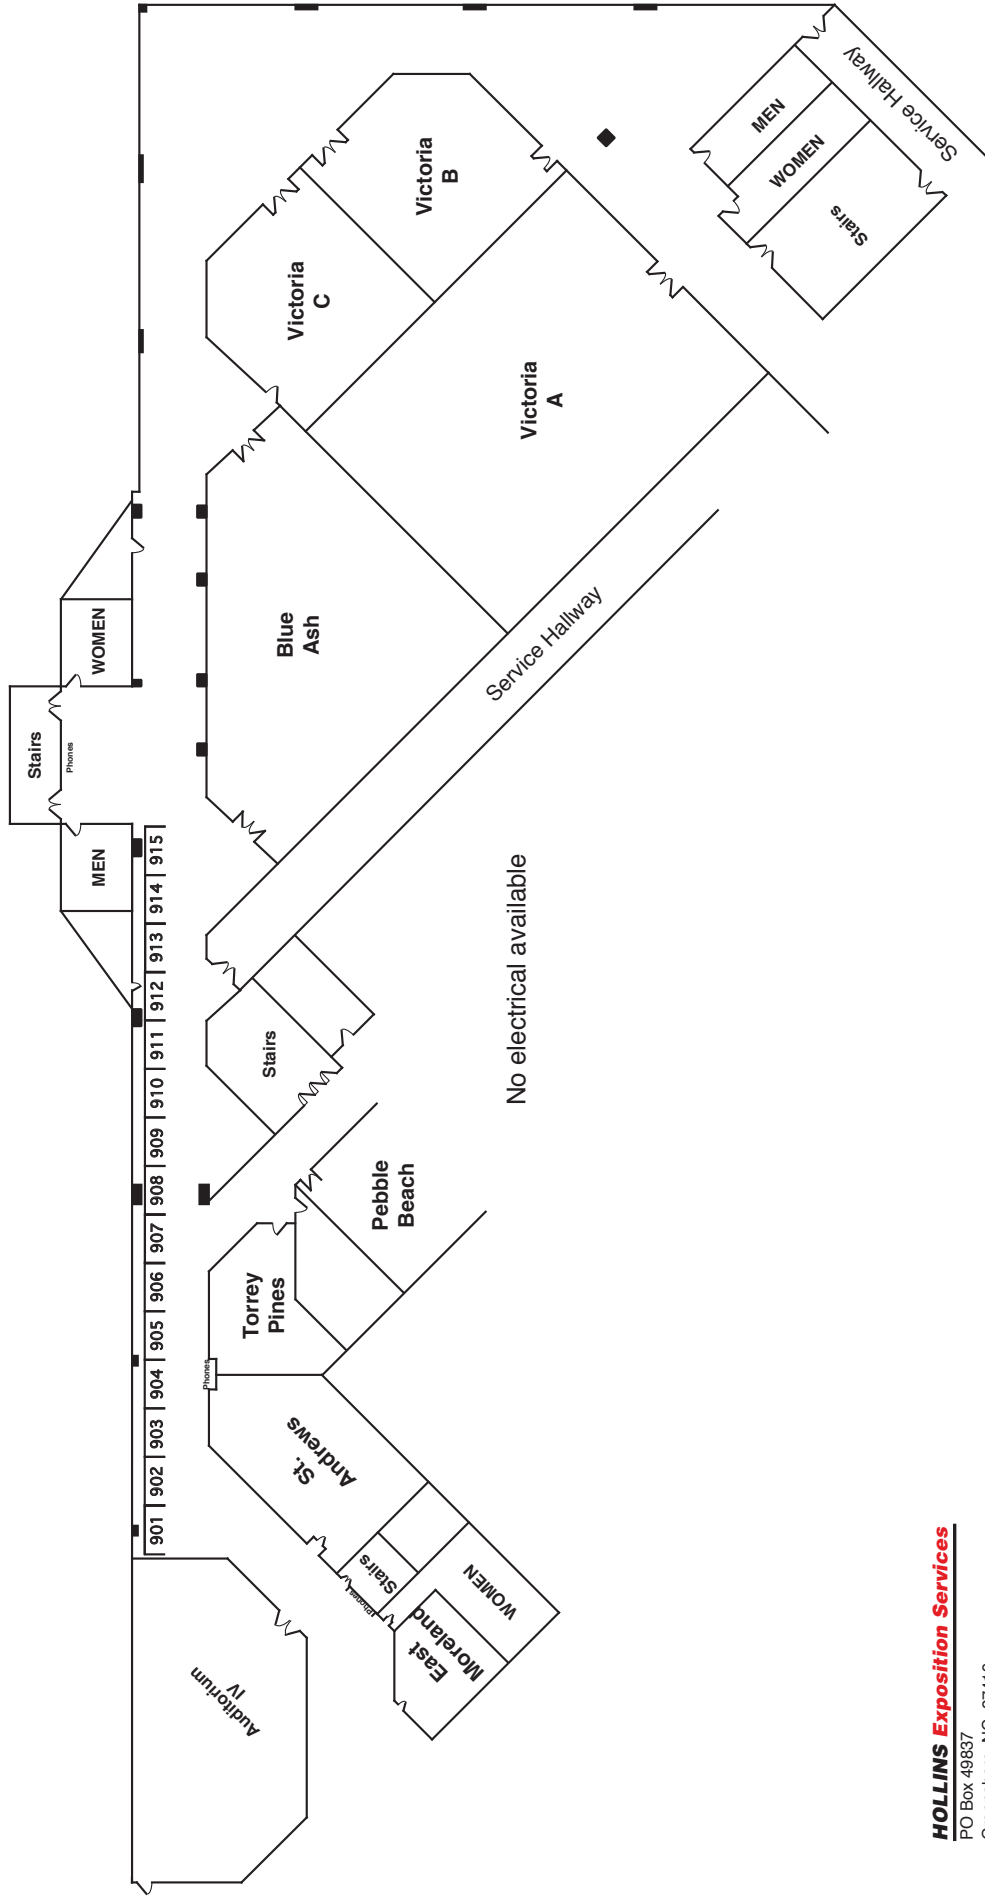 Auditorium
IV
901
902
903
904
905
906
907
908
909
910
911
912
913
914
915
MEN
Stairs
Phones
WOMEN
East
Moreland
WOMEN
Phones
Stairs
St.
Andrews
Phones
Torrey
Pines
Pebble
Beach
Stairs
No electrical available
Service Hallway
Blue
Ash
Victoria
A
Victoria
B
Victoria
C
Stairs
WOMEN
MEN
Service Hallway
HOLLINS Exposition Services
PO Box 49837